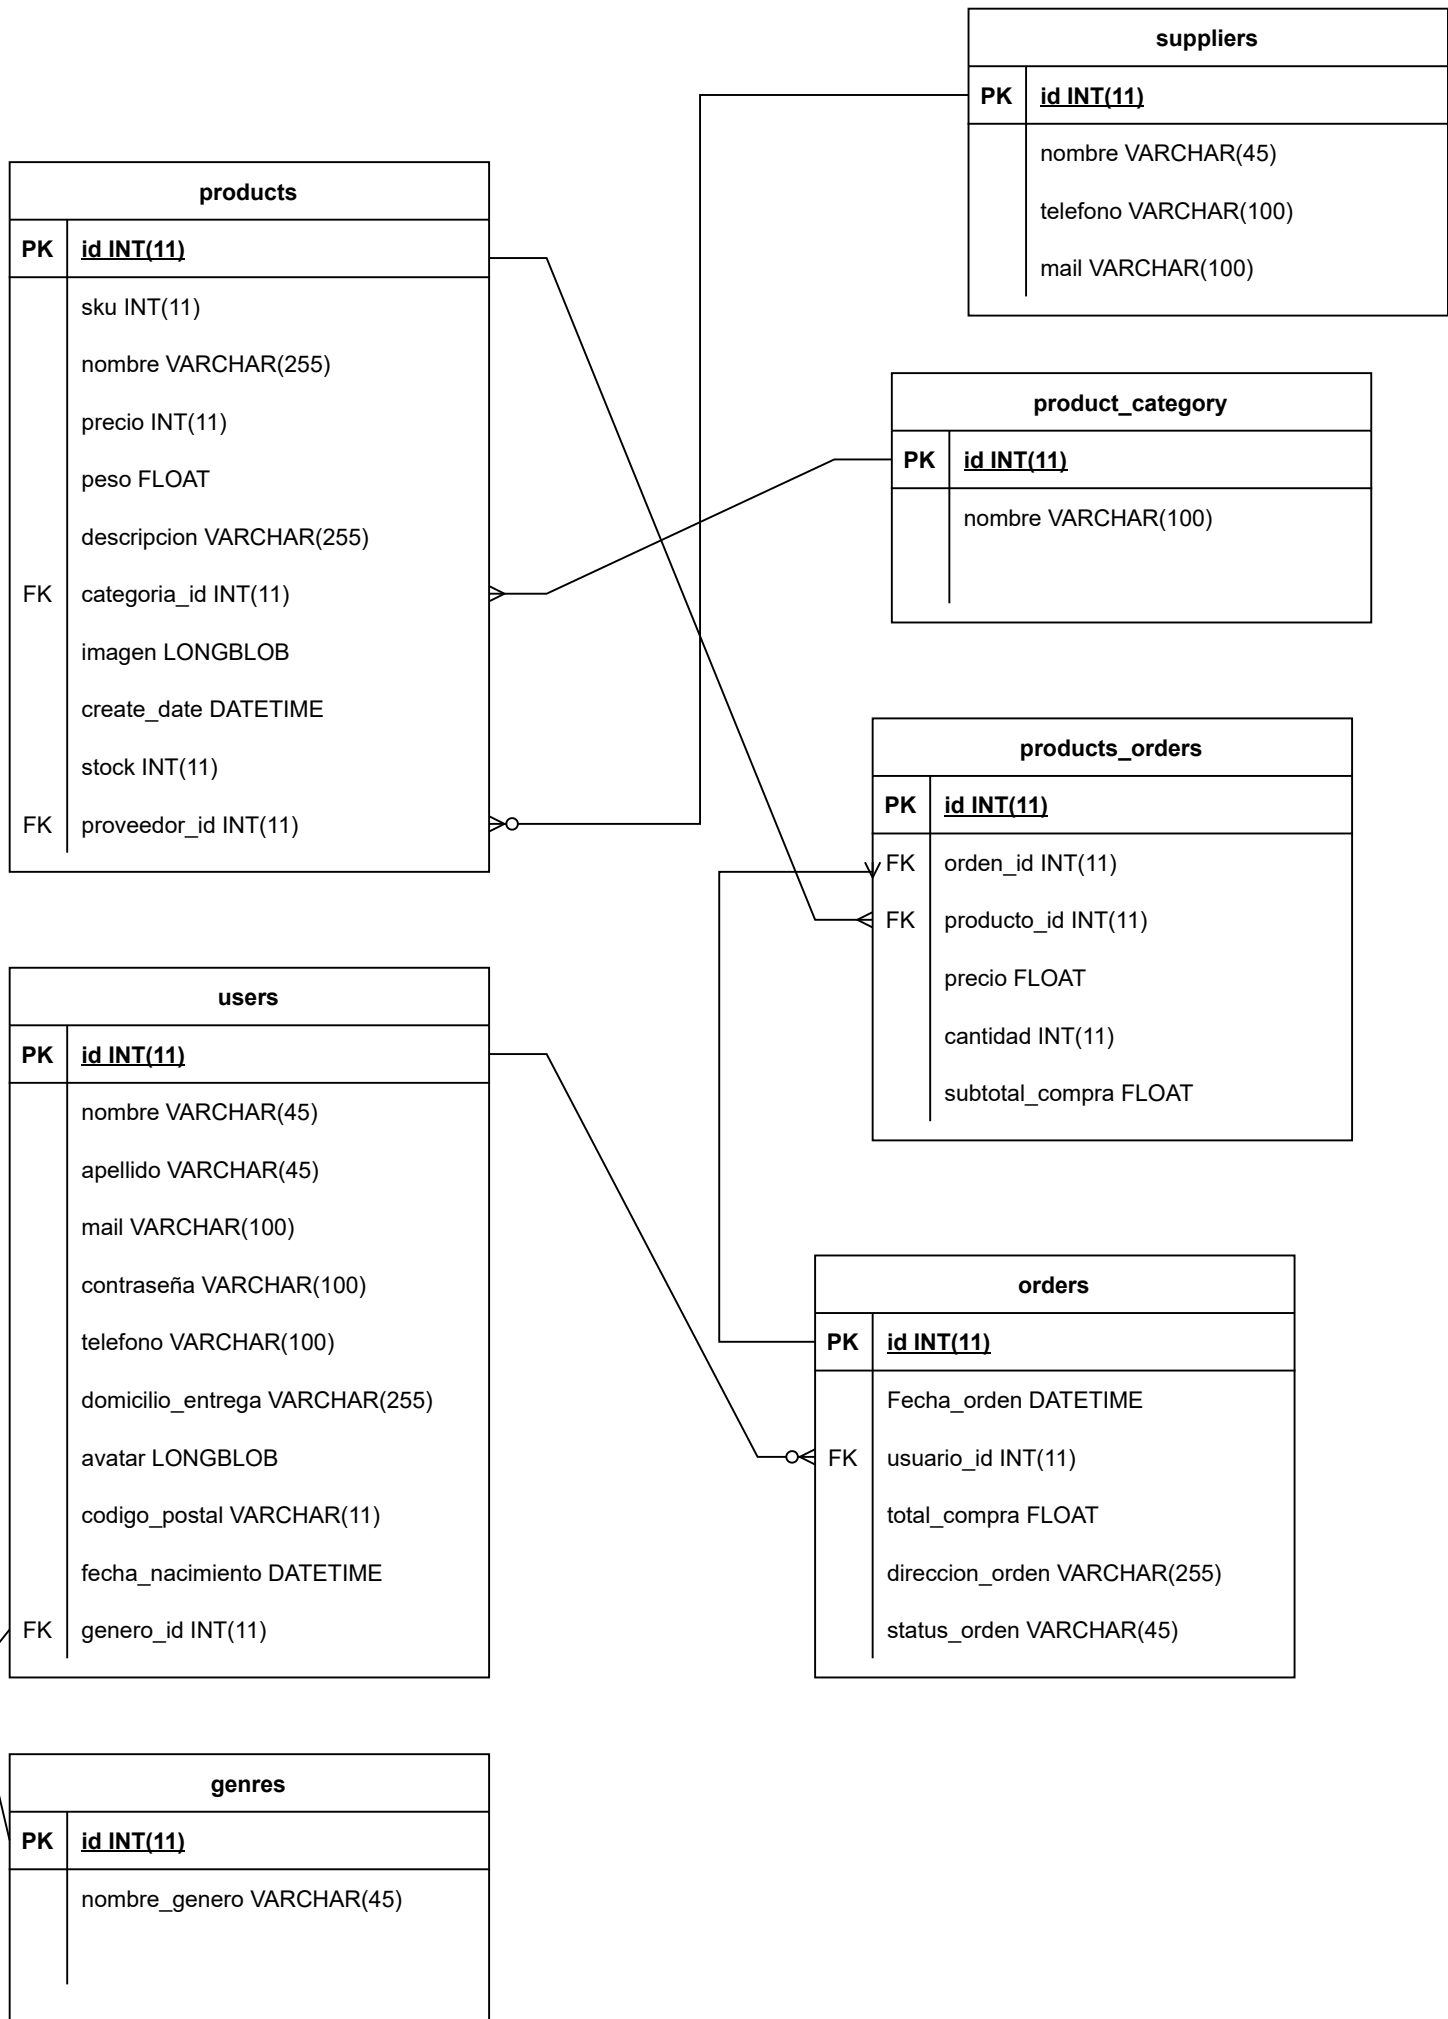 suppliers
PK id INT(11)
nombre VARCHAR(45)
telefono VARCHAR(100)
mail VARCHAR(100)
products
PK id INT(11)
sku INT(11)
nombre VARCHAR(255)
precio INT(11)
peso FLOAT
descripcion VARCHAR(255)
FK categoria_id INT(11)
imagen LONGBLOB
create_date DATETIME
stock INT(11)
FK proveedor_id INT(11)
product_category
PK id INT(11)
nombre VARCHAR(100)
products_orders
PK id INT(11)
FK orden_id INT(11)
FK producto_id INT(11)
precio FLOAT
cantidad INT(11)
subtotal_compra FLOAT
users
PK id INT(11)
nombre VARCHAR(45)
apellido VARCHAR(45)
mail VARCHAR(100)
contraseña VARCHAR(100)
telefono VARCHAR(100)
domicilio_entrega VARCHAR(255)
avatar LONGBLOB
codigo_postal VARCHAR(11)
fecha_nacimiento DATETIME
FK genero_id INT(11)
orders
PK id INT(11)
Fecha_orden DATETIME
FK usuario_id INT(11)
total_compra FLOAT
direccion_orden VARCHAR(255)
status_orden VARCHAR(45)
genres
PK id INT(11)
nombre_genero VARCHAR(45)